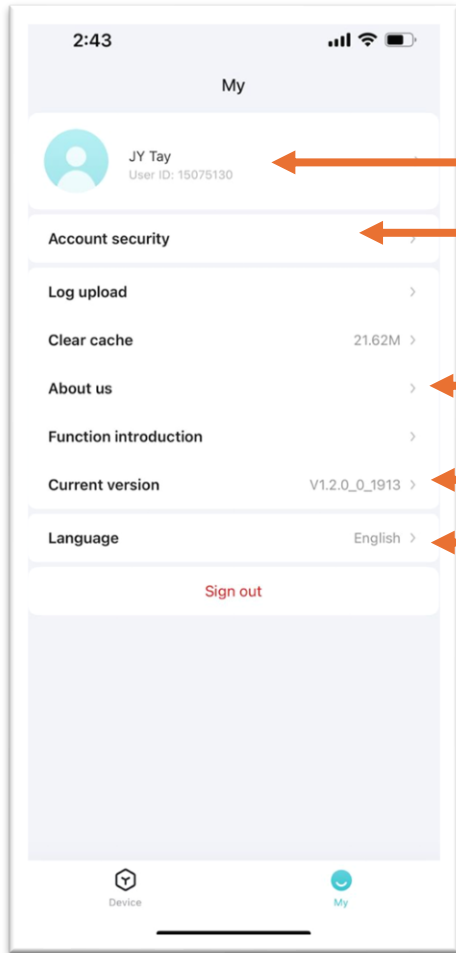 2:43
My
JY Tay
User ID: 15075130
Account security
Log upload
Clear cache 21.62M
About us
Function introduction
Current version V1.2.0_0_1913
Language English
Sign out
Device My